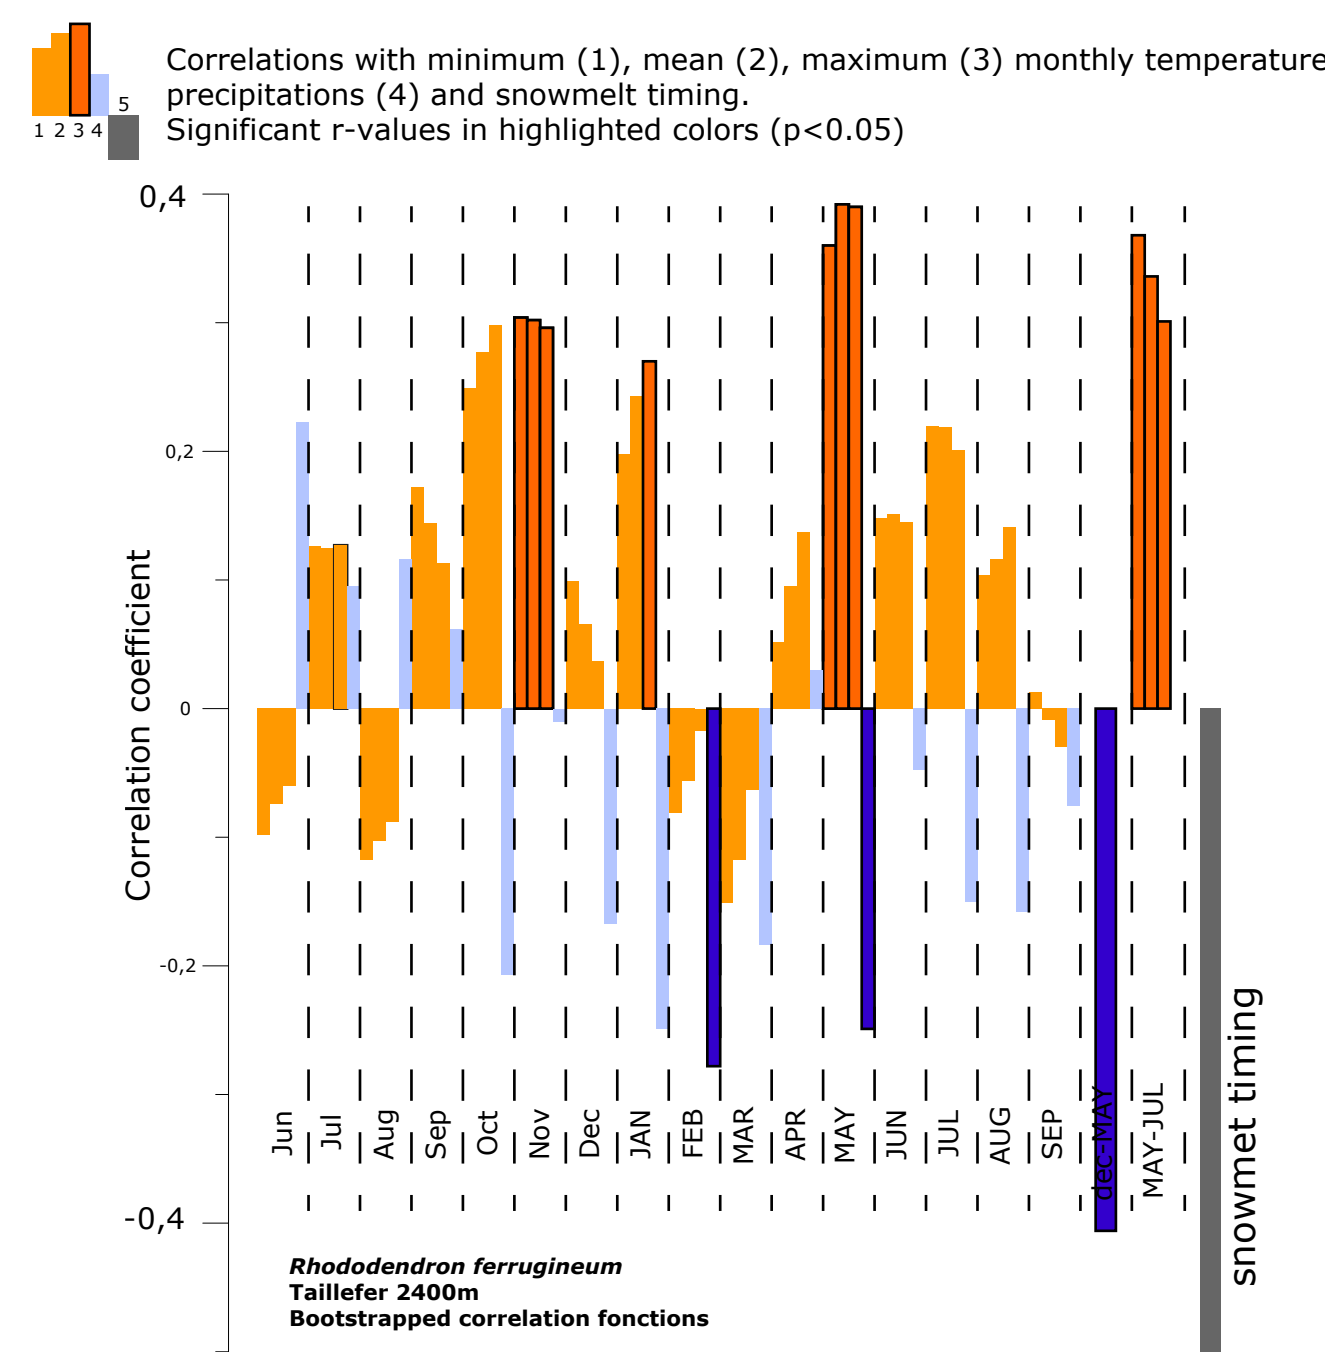 Correlations with minimum (1), mean (2), maximum (3) monthly temperature
precipitations (4) and snowmelt timing.
Significant r-values in highlighted colors (p<0.05)
5
1 2 3 4
0,4
0,2
0
-0,2
-0,4
Correlation coefficient
Jun
Jul
Aug
Sep
Oct
Nov
Dec
JAN
FEB
MAR
APR
MAY
JUN
JUL
AUG
SEP
dec-MAY
MAY-JUL
snowmet timing
Rhododendron ferrugineum
Taillefer 2400m
Bootstrapped correlation fonctions